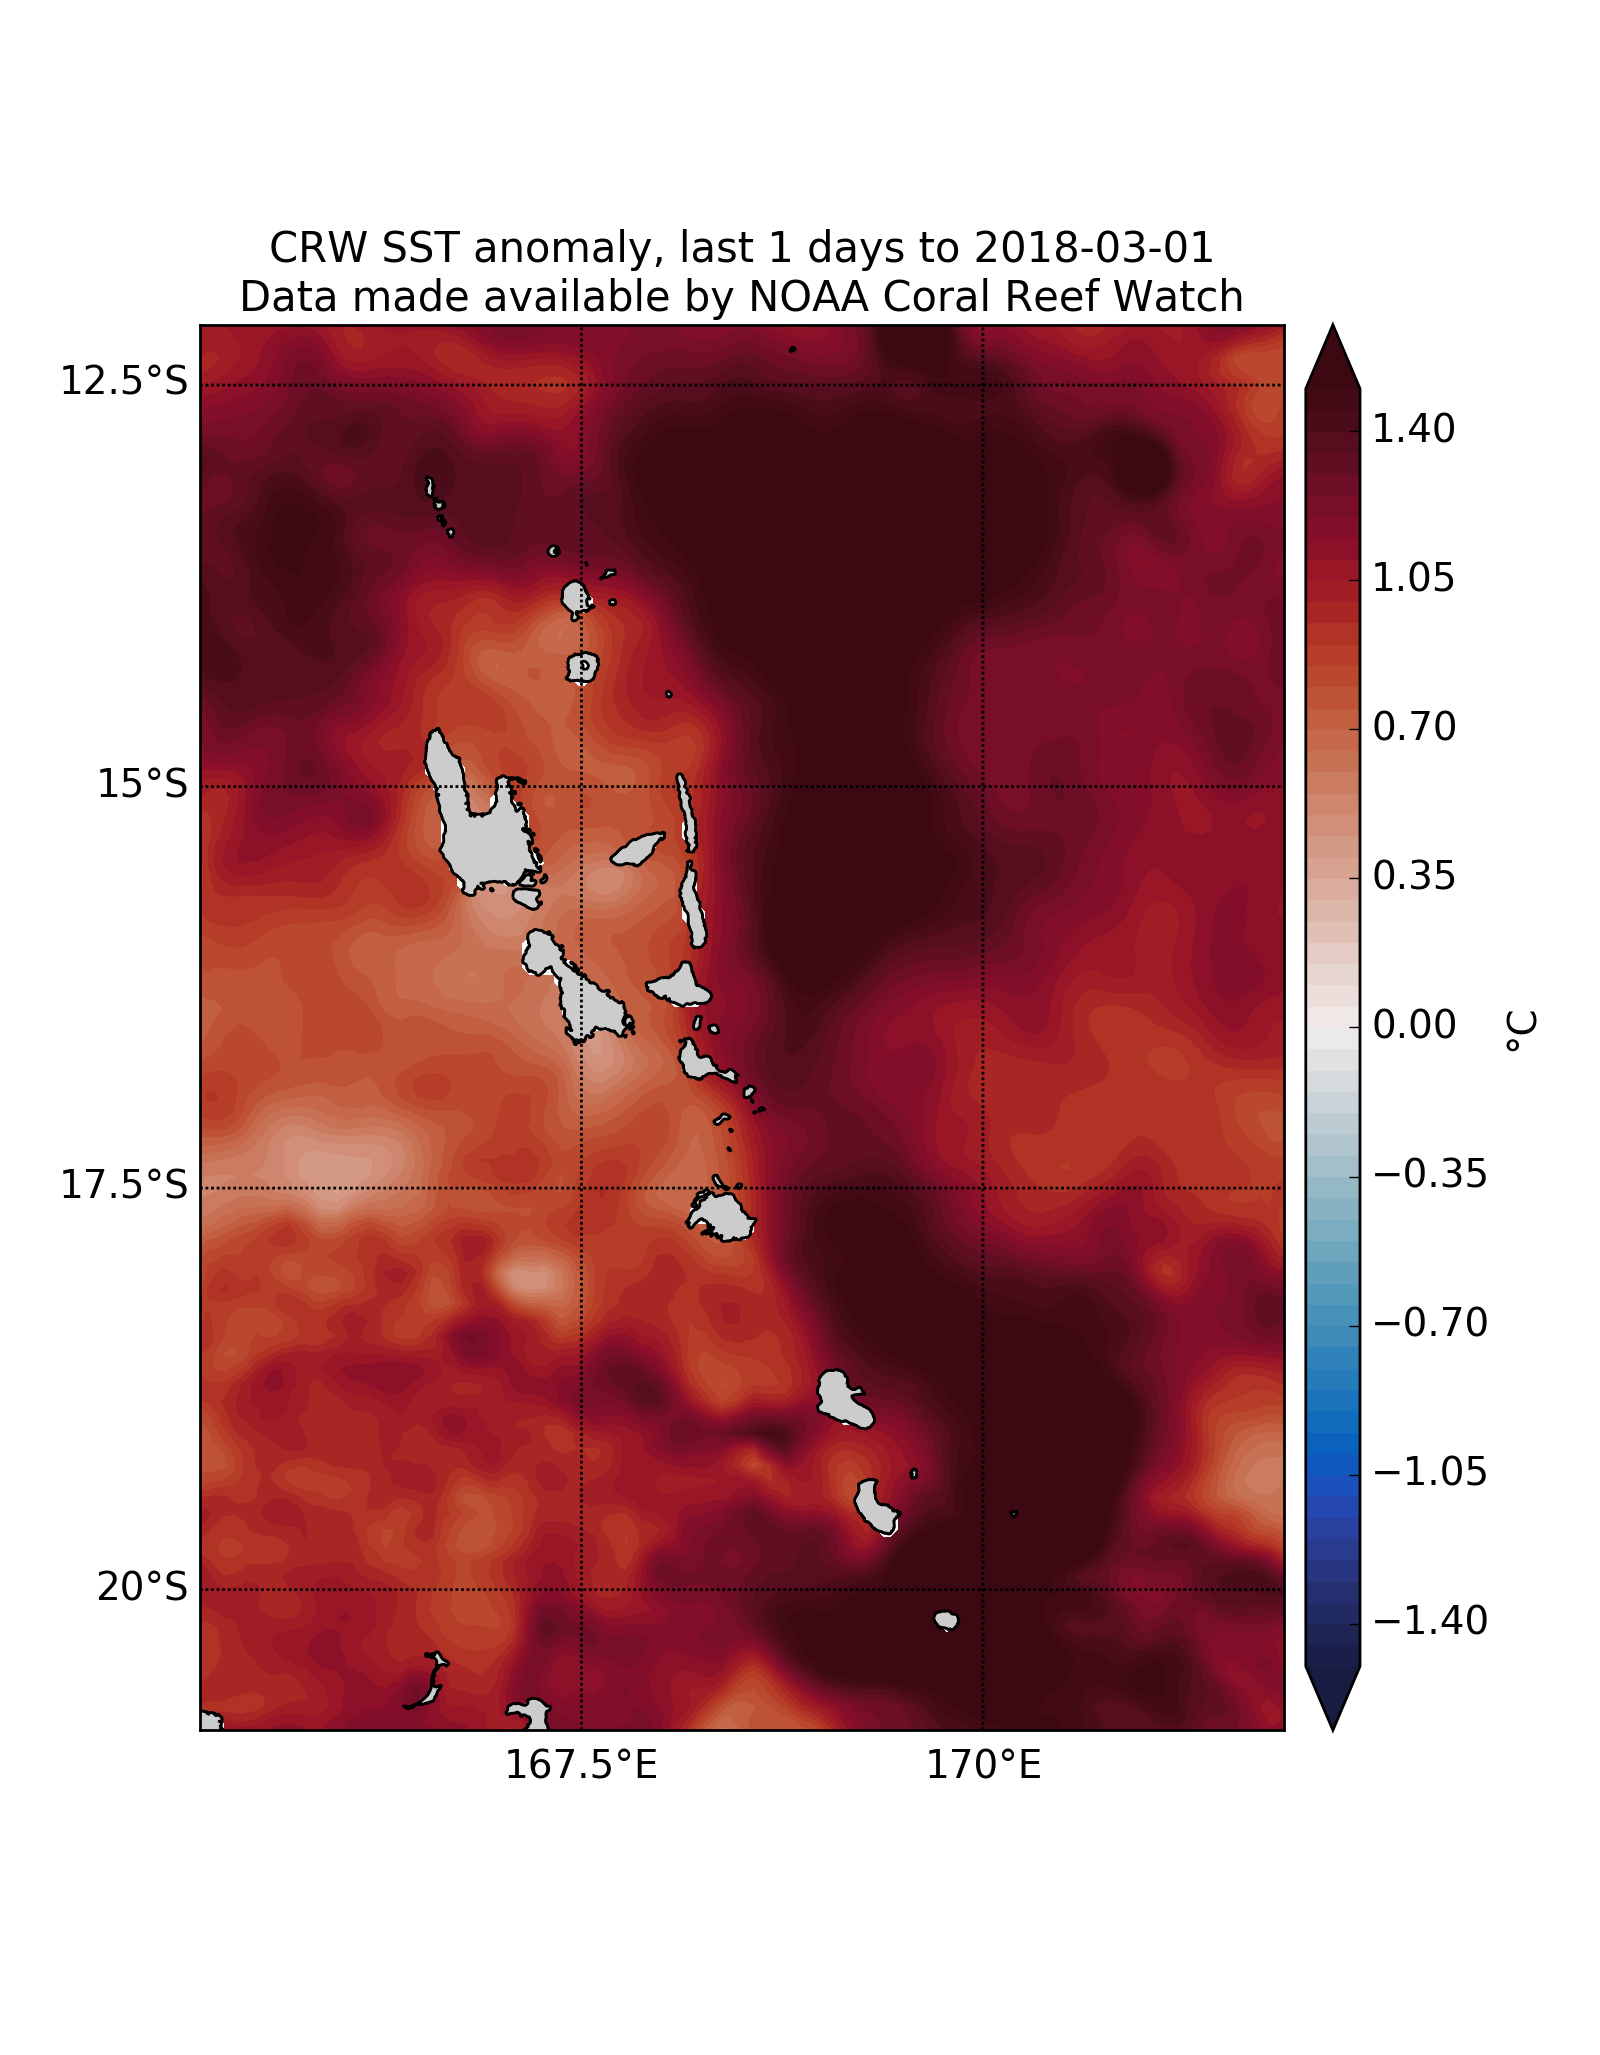 CRW SST anomaly, last 1 days to 2018-03-01
Data made available by NOAA Coral Reef Watch
12.5°S
15°S
17.5°S
20°S
167.5°E
170°E
1.40
1.05
0.70
0.35
0.00
−0.35
−0.70
−1.05
−1.40
°C